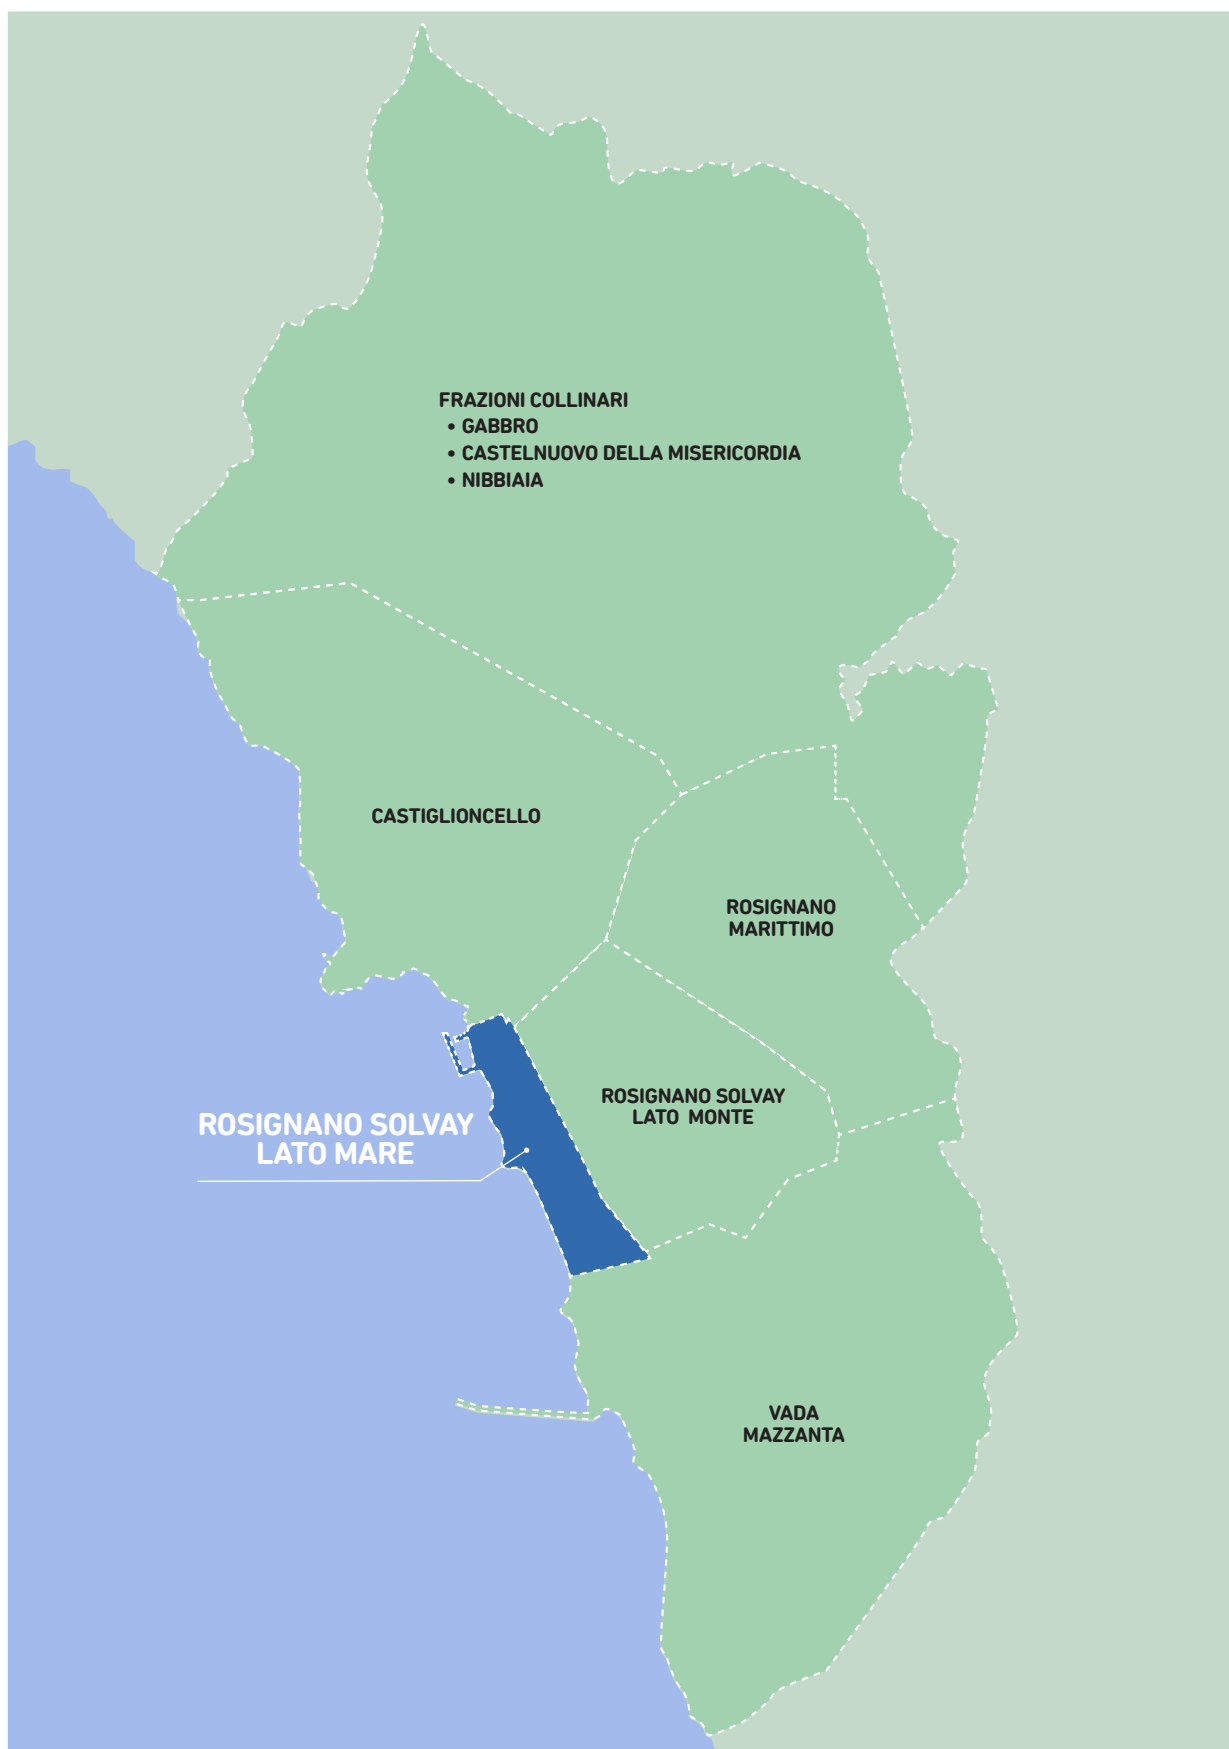 FRAZIONI COLLINARI
• GABBRO
• CASTELNUOVO DELLA MISERICORDIA
• NIBBIAIA
CASTIGLIONCELLO
ROSIGNANO
MARITTIMO
ROSIGNANO SOLVAY
LATO MONTE
ROSIGNANO SOLVAY
LATO MARE
VADA
MAZZANTA